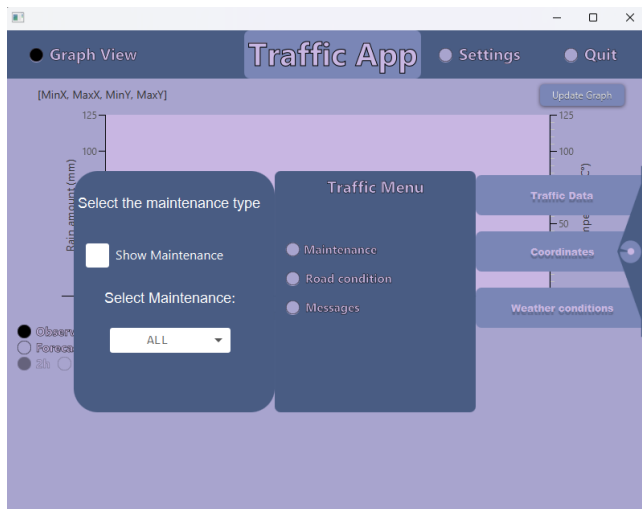 Graph View
Traffic App
Settings
Quit
[MinX, MaxX, MinY, MaxY]
Update Graph
125
100
Rain amount (mm)
125
100
50
Select the maintenance type
Show Maintenance
Select Maintenance:
ALL
Traffic Menu
Maintenance
Road condition
Messages
Traffic Data
Coordinates
Weather conditions
2h